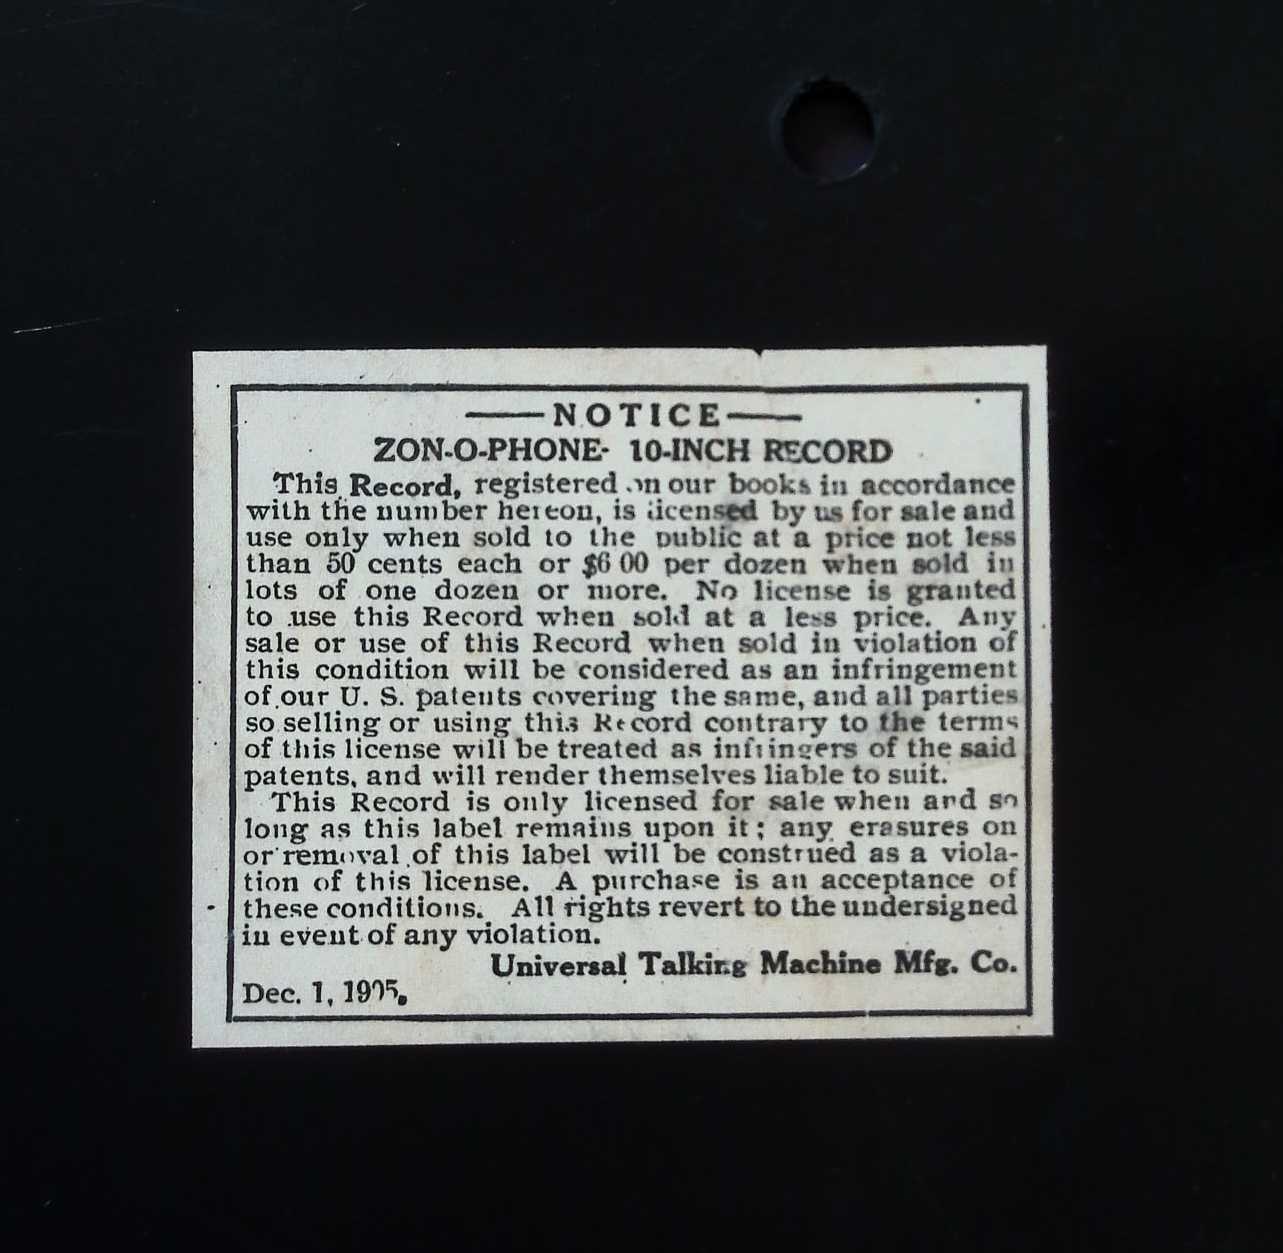 NOTICE
ZON-O-PHONE- 10-INCH RECORD
This Record, registered on our books in accordance
with the number hereon, is licensed by us for sale and
use only when sold to the public at a price not less
than 50 cents each or $6 00 per dozen when sold in
lots of one dozen or more. No license is granted
to use this Record when sold at a less price. Any
sale or use of this Record when sold in violation of
this condition will be considered as an infringement
of our U. S. patents covering the same, and all parties
so selling or using this Record contrary to the terms
of this license will be treated as infringers of the said
patents, and will render themselves liable to suit.
This Record is only licensed for sale when and so
long as this label remains upon it; any erasures on
or removal of this label will be construed as a viola-
tion of this license. A purchase is an acceptance of
these conditions. All rights revert to the undersigned
in event of any violation.
Universal Talking Machine Mfg. Co.
Dec. 1, 1905.